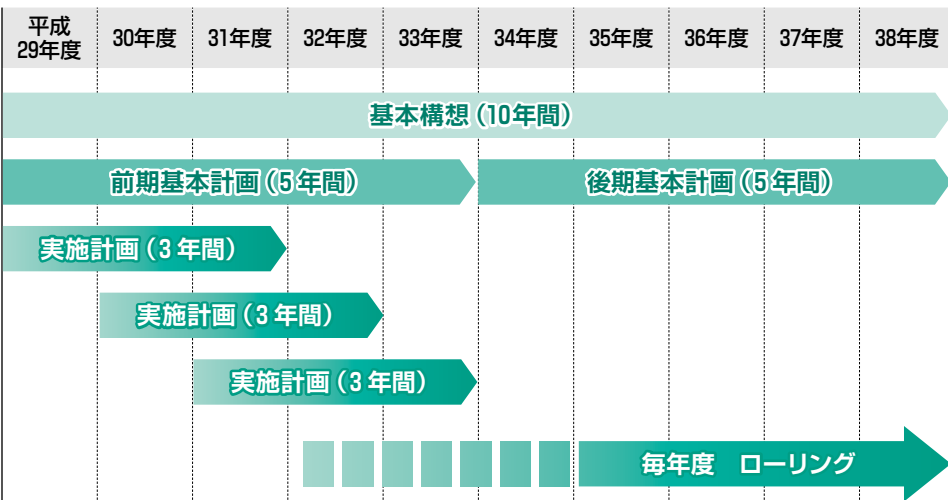 平成
29年度
30年度
31年度
32年度
33年度
34年度
35年度
36年度
37年度
38年度
基本構想（10年間）
前期基本計画（5年間）
後期基本計画（5年間）
実施計画（3年間）
実施計画（3年間）
実施計画（3年間）
毎年度　ローリング